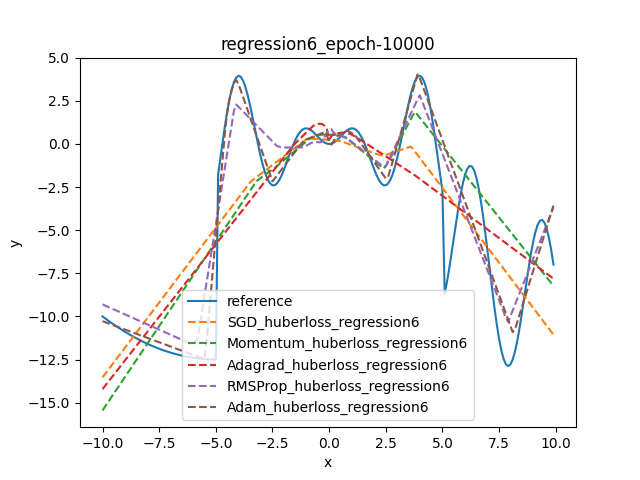 regression6_epoch-10000
5.0
2.5
0.0
−2.5
−5.0
−7.5
−10.0
−12.5
−15.0
y
reference
SGD_huberloss_regression6
Momentum_huberloss_regression6
Adagrad_huberloss_regression6
RMSProp_huberloss_regression6
Adam_huberloss_regression6
−10.0 −7.5 −5.0 −2.5 0.0 2.5 5.0 7.5 10.0
x